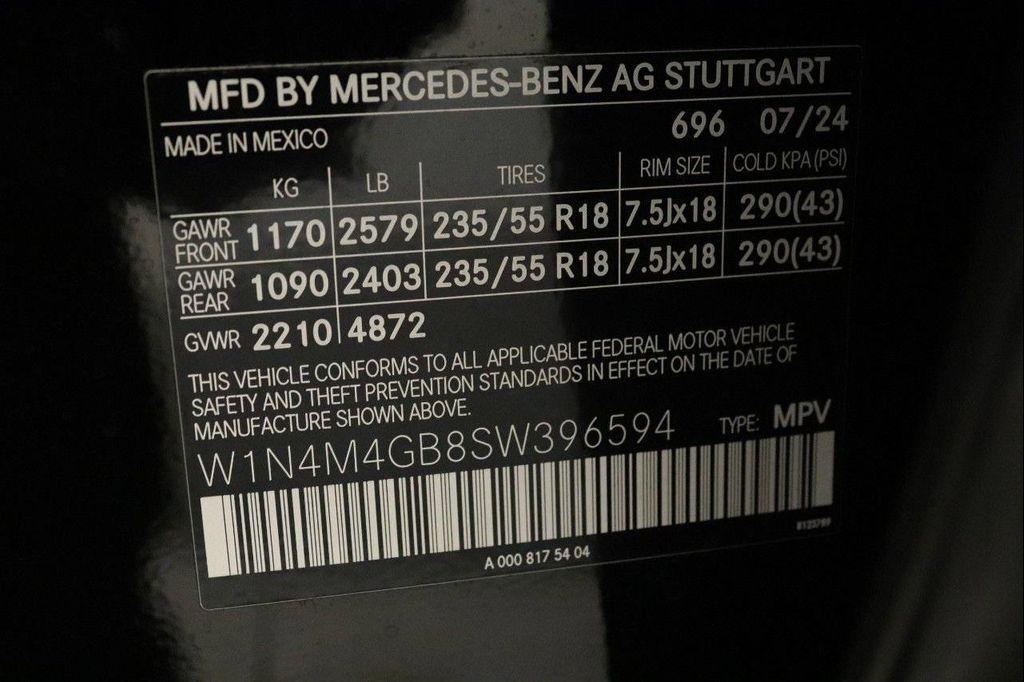 MFD BY MERCEDES-BENZ AG STUTTGART
MADE IN MEXICO 696 07/24
KG LB TIRES RIM SIZE COLD KPA (PSI)
GAWR FRONT 1170 2579 235/55 R18 7.5Jx18 290(43)
GAWR REAR 1090 2403 235/55 R18 7.5Jx18 290(43)
GVWR 2210 4872
THIS VEHICLE CONFORMS TO ALL APPLICABLE FEDERAL MOTOR VEHICLE
SAFETY AND THEFT PREVENTION STANDARDS IN EFFECT ON THE DATE OF
MANUFACTURE SHOWN ABOVE.
W1N4M4GB8SW396594 TYPE: MPV
A 000 817 54 04